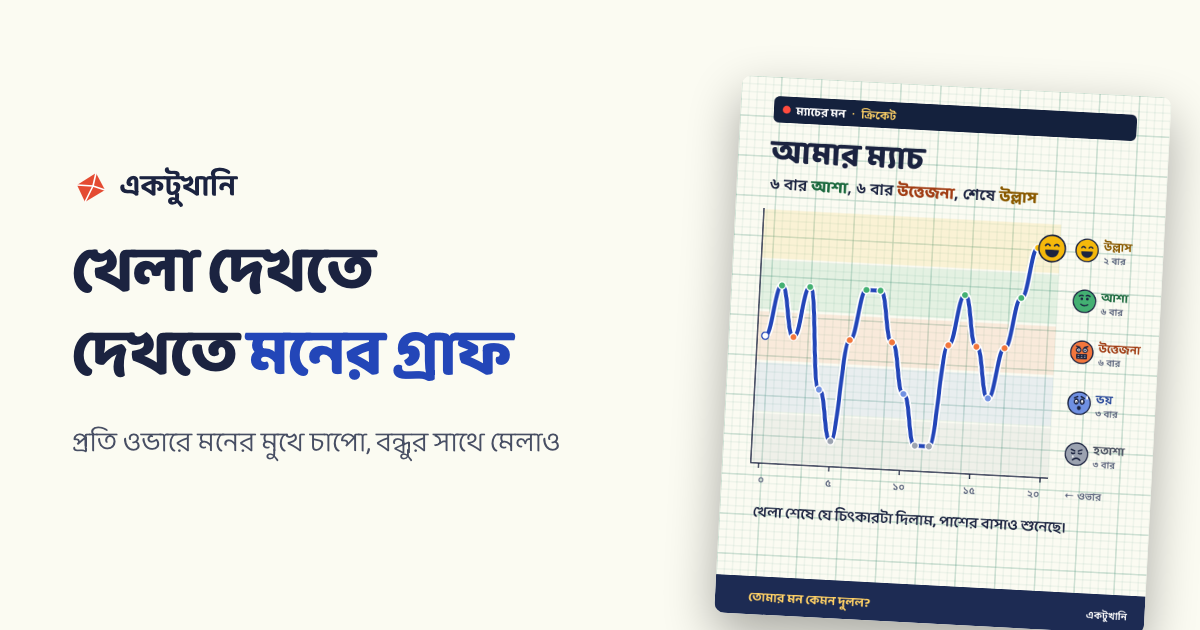 একটুখানি
খেলা দেখতে
দেখতে মনের গ্রাফ
প্রতি ওভারে মনের মুখে চাপো, বন্ধুর সাথে মেলাও
ম্যাচের মন · ক্রিকেট
আমার ম্যাচ
৬ বার আশা, ৬ বার উত্তেজনা, শেষে উল্লাস
উল্লাস
২ বার
আশা
৬ বার
উত্তেজনা
৬ বার
ভয়
৩ বার
হতাশা
৩ বার
০ ৫ ১০ ১৫ ২০ ← ওভার
খেলা শেষে যে চিৎকারটা দিলাম, পাশের বাসাও শুনেছে।
তোমার মন কেমন দুলল?
একটুখানি